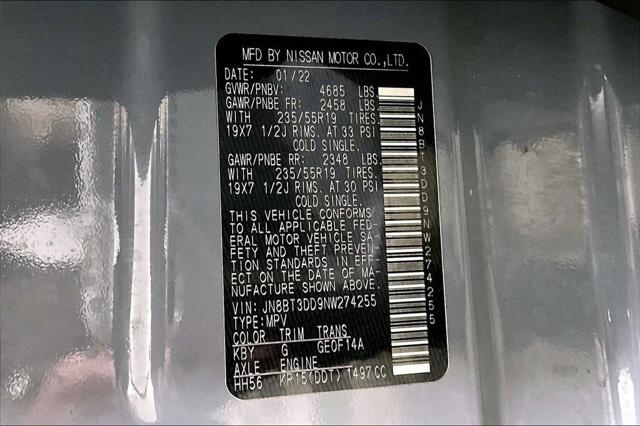 MFD BY NISSAN MOTOR CO.,LTD.
DATE: 01/22
GVWR/PNBV: 4685 LBS
GAWR/PNBE FR: 2458 LBS
WITH 235/55R19 TIRES
19X7 1/2J RIMS. AT 33 PSI
COLD SINGLE.
GAWR/PNBE RR: 2348 LBS
WITH 235/55R19 TIRES.
19X7 1/2J RIMS. AT 30 PSI
COLD SINGLE.
THIS VEHICLE CONFORMS
TO ALL APPLICABLE FED-
ERAL MOTOR VEHICLE SA-
FETY AND THEFT PREVEN-
TION STANDARDS IN EFF-
ECT ON THE DATE OF MA-
NUFACTURE SHOWN ABOVE.
VIN: JN8BT3DD9NW274255
TYPE: MPV
COLOR TRIM TRANS
KBY G GEOF14A
AXLE ENGINE
HH56 KR15(DDT) 1497CC
JN8BT3DD9NW274255